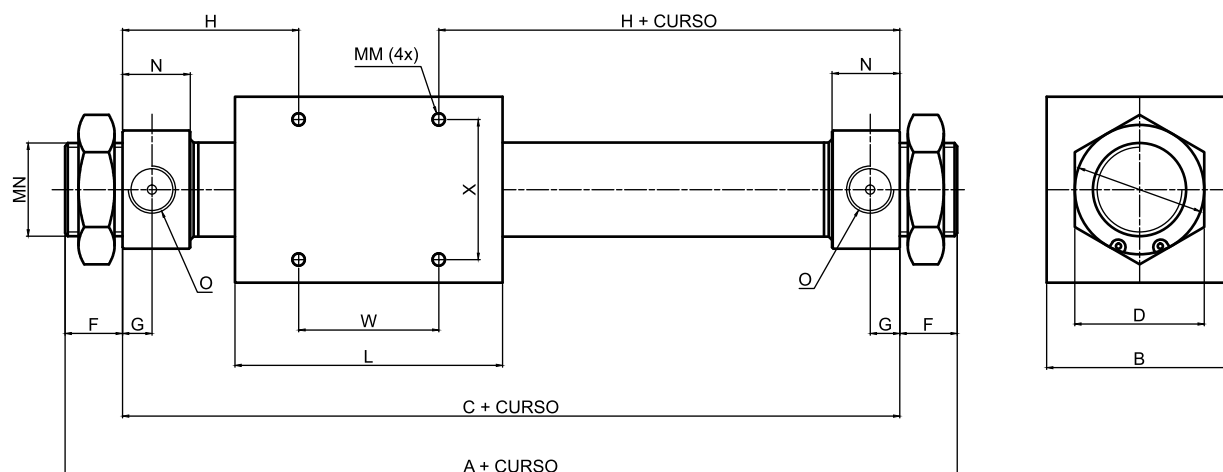 H
H + CURSO
MM (4x)
N
N
MN
X
O
O
F
G
W
G
F
D
L
B
C + CURSO
A + CURSO